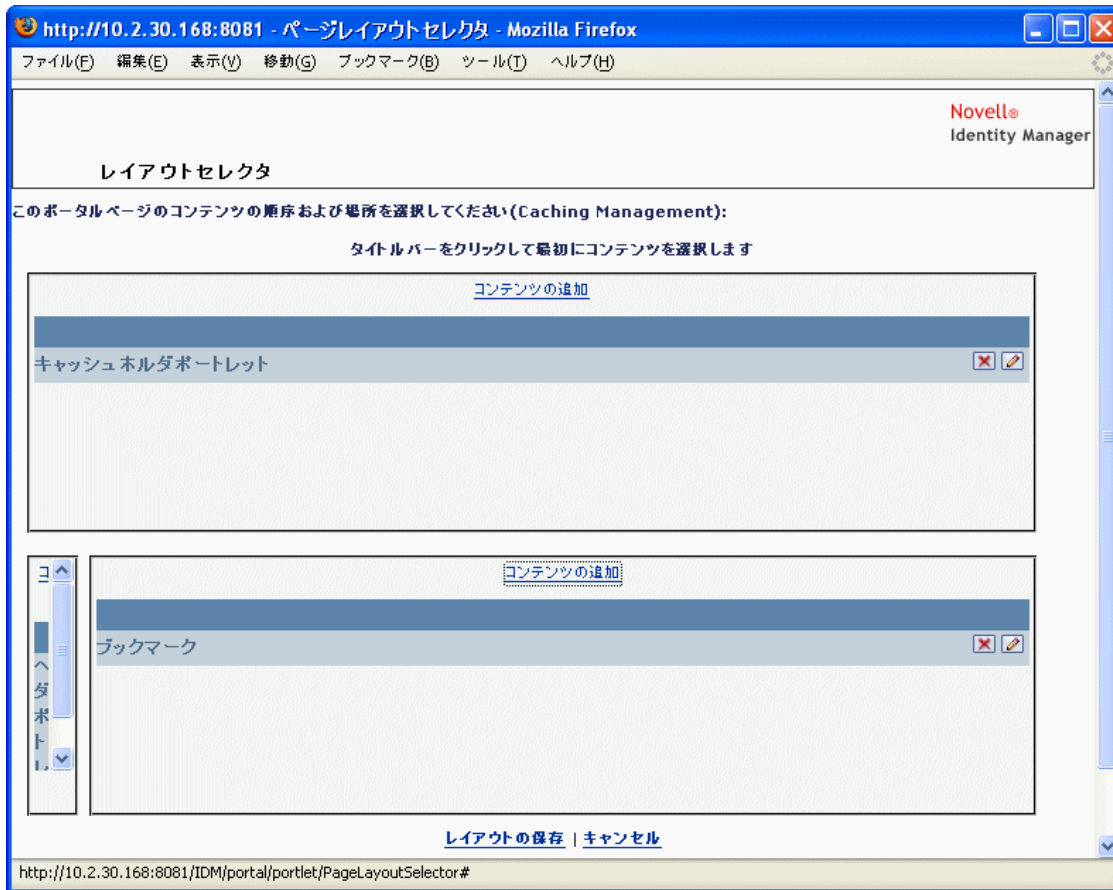 http://10.2.30.168:8081 - ページレイアウトセレクタ - Mozilla Firefox
ファイル(F) 編集(E) 表示(V) 移動(G) ブックマーク(B) ツール(T) ヘルプ(H)
Novell®
Identity Manager
レイアウトセレクタ
このポータルページのコンテンツの順序および場所を選択してください(Caching Management):
タイトルバーをクリックして最初にコンテンツを選択します
コンテンツの追加
キャッシュホルダポートレット
コ
ヘ
ダ
ポ
ト
レ
コンテンツの追加
ブックマーク
レイアウトの保存 | キャンセル
http://10.2.30.168:8081/IDM/portal/portlet/PageLayoutSelector#